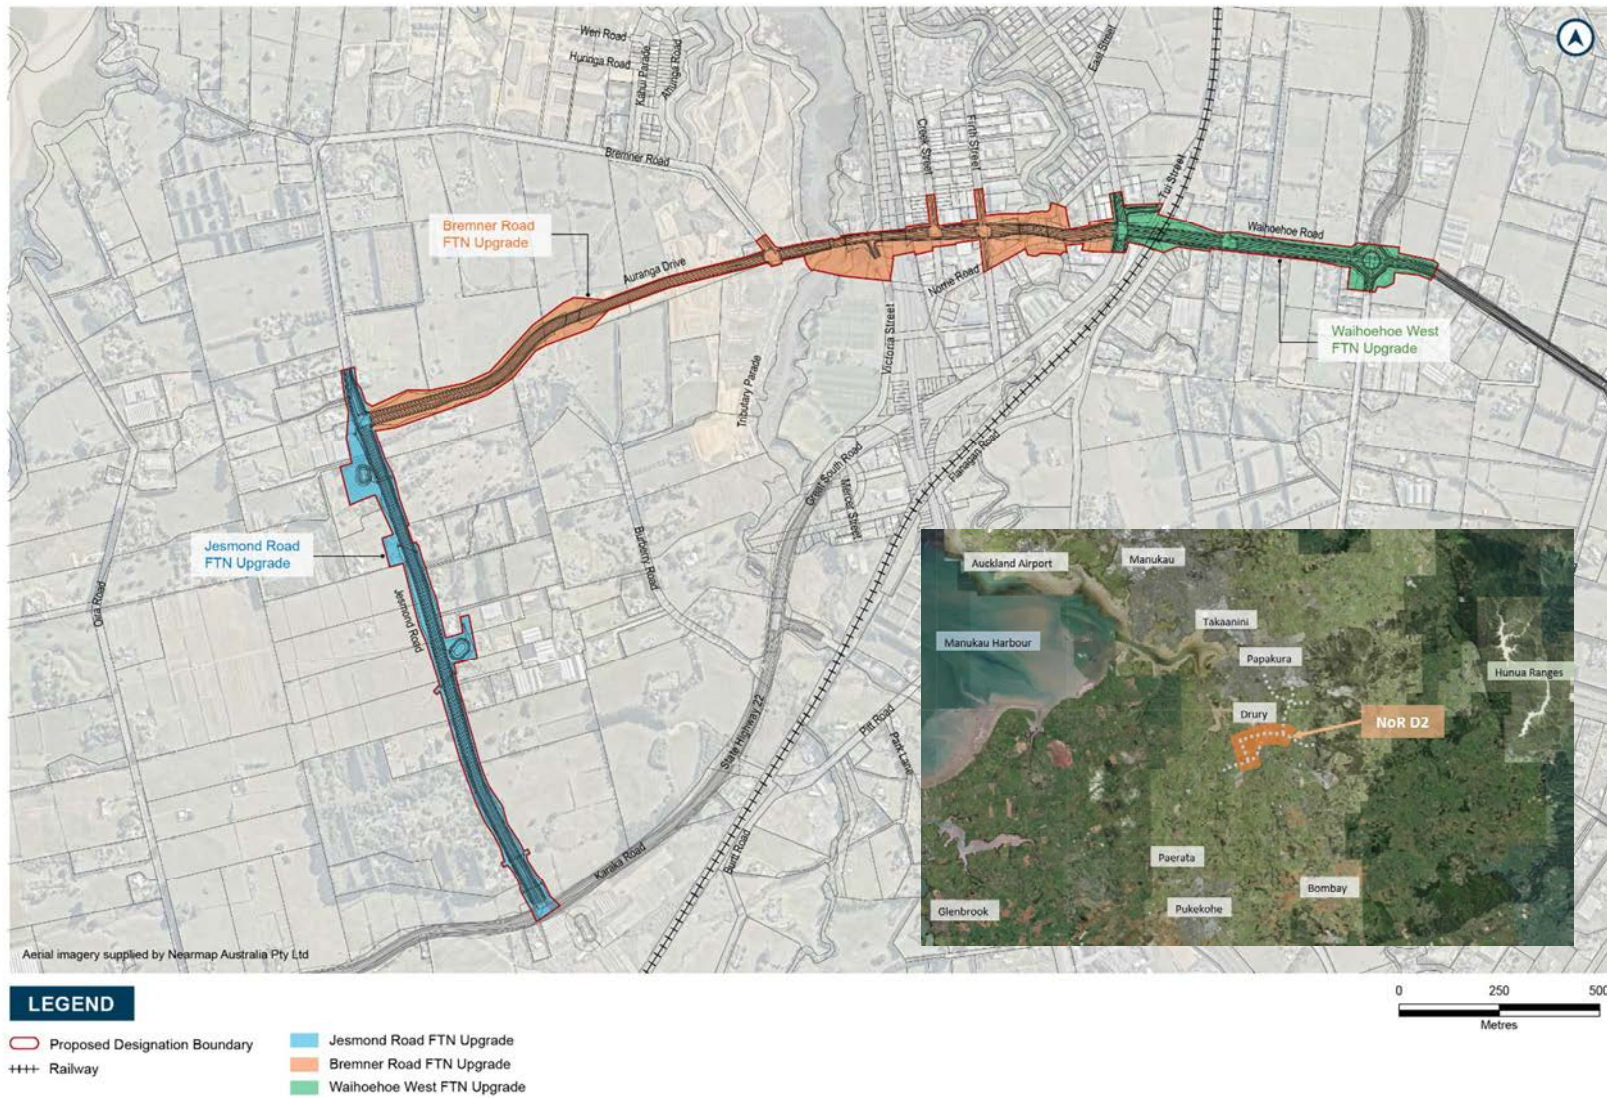 Weri Road
Huringa Road
Kahui Parade
Ahunga Road
East Street
Bremner Road
Creek Street
Firth Street
Tui Street
Bremner Road
FTN Upgrade
Auranga Drive
Norrie Road
Waihoehoe Road
Waihoehoe West
FTN Upgrade
Victoria Street
Tributary Parade
Great South Road
Flanagan Road
Mercer Street
Jesmond Road
FTN Upgrade
Jesmond Road
Oira Road
Burberry Road
State Highway 22
Pitt Road
Park Lane
Burtt Road
Karaka Road
Auckland Airport
Manukau
Takaanini
Manukau Harbour
Papakura
Hunua Ranges
Drury
NoR D2
Paerata
Bombay
Pukekohe
Glenbrook
Aerial imagery supplied by Nearmap Australia Pty Ltd
LEGEND
Proposed Designation Boundary
Railway
Jesmond Road FTN Upgrade
Bremner Road FTN Upgrade
Waihoehoe West FTN Upgrade
0 250 500
Metres